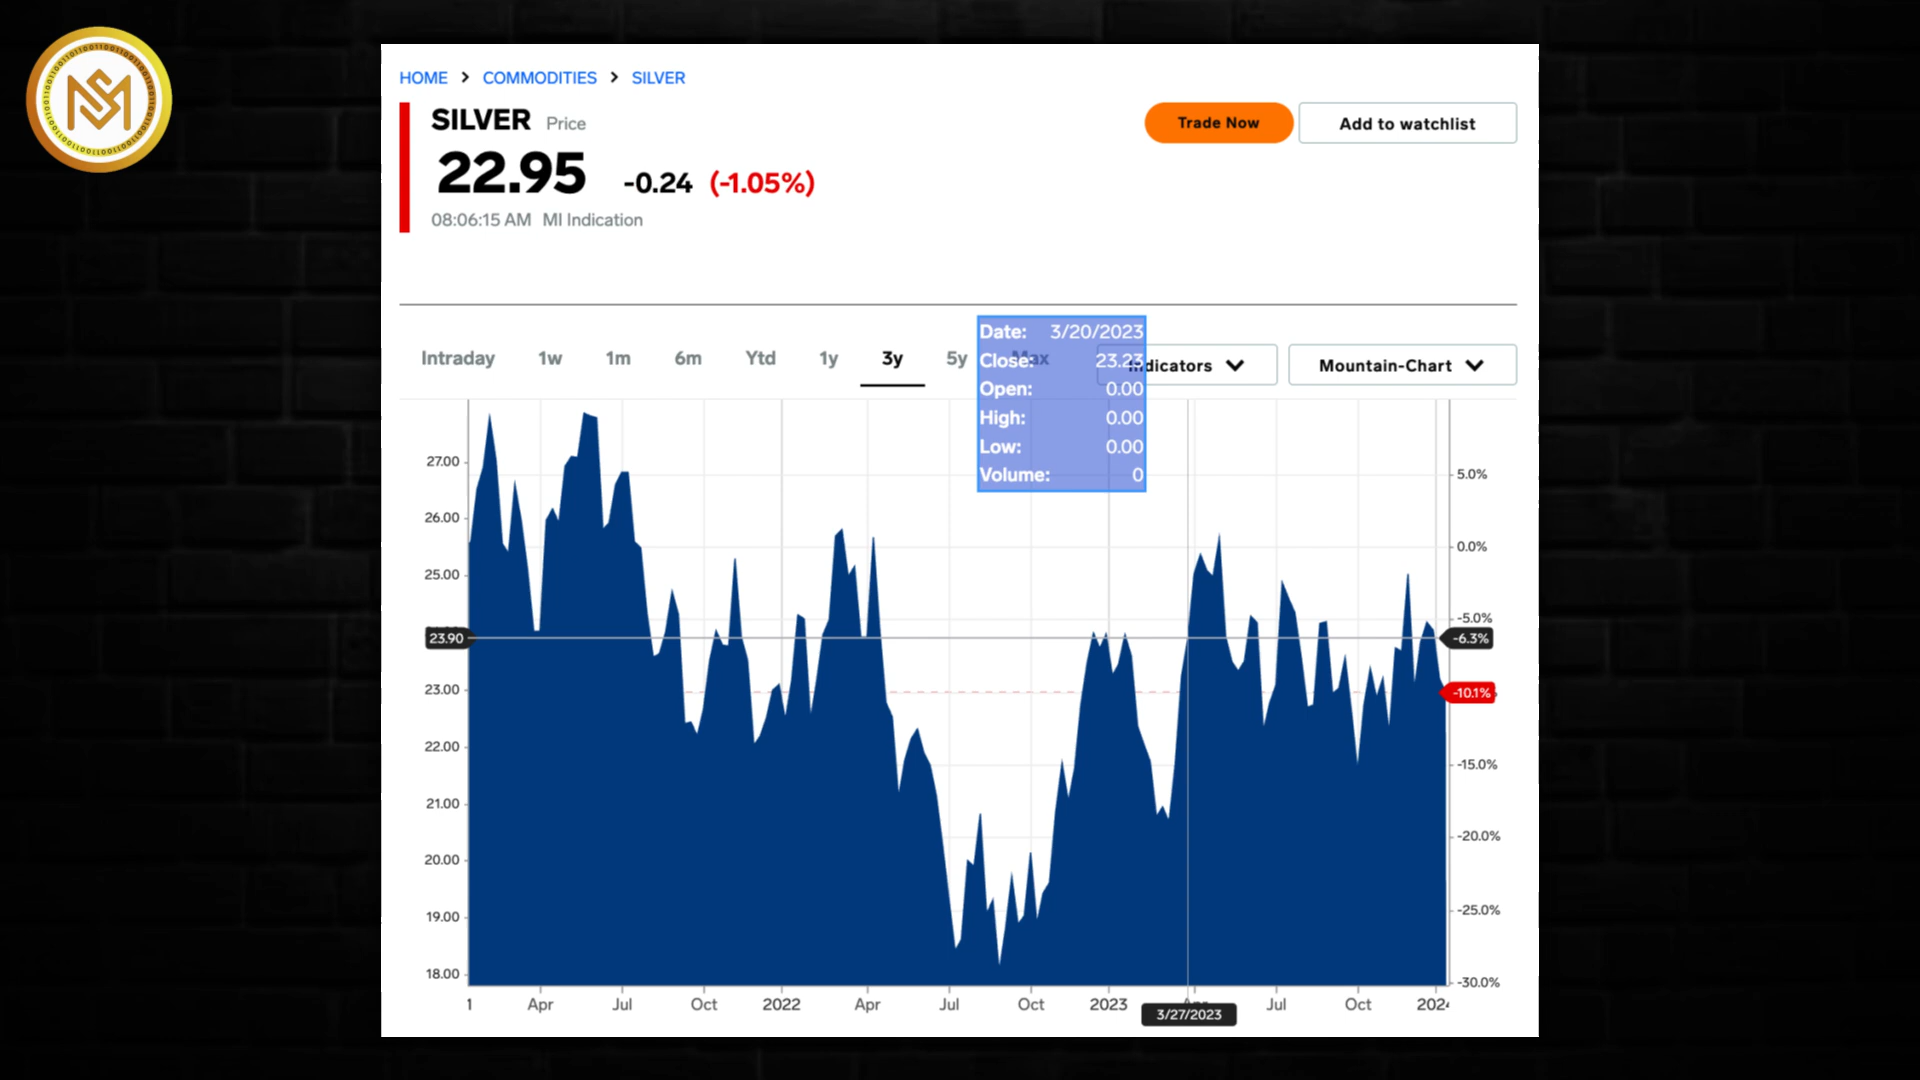 HOME > COMMODITIES > SILVER
SILVER Price
22.95 -0.24 (-1.05%)
08:06:15 AM MI Indication
Trade Now
Add to watchlist
Intraday 1w 1m 6m Ytd 1y 3y 5y
Date: 3/20/2023
Close: 23.23
Open: 0.00
High: 0.00
Low: 0.00
Volume: 0
Mountain-Chart
27.00
26.00
25.00
23.90
23.00
22.00
21.00
20.00
19.00
18.00
5.0%
0.0%
-5.0%
-6.3%
-10.1%
-15.0%
-20.0%
-25.0%
-30.0%
1 Apr Jul Oct 2022 Apr Jul Oct 2023 Jul Oct
3/27/2023